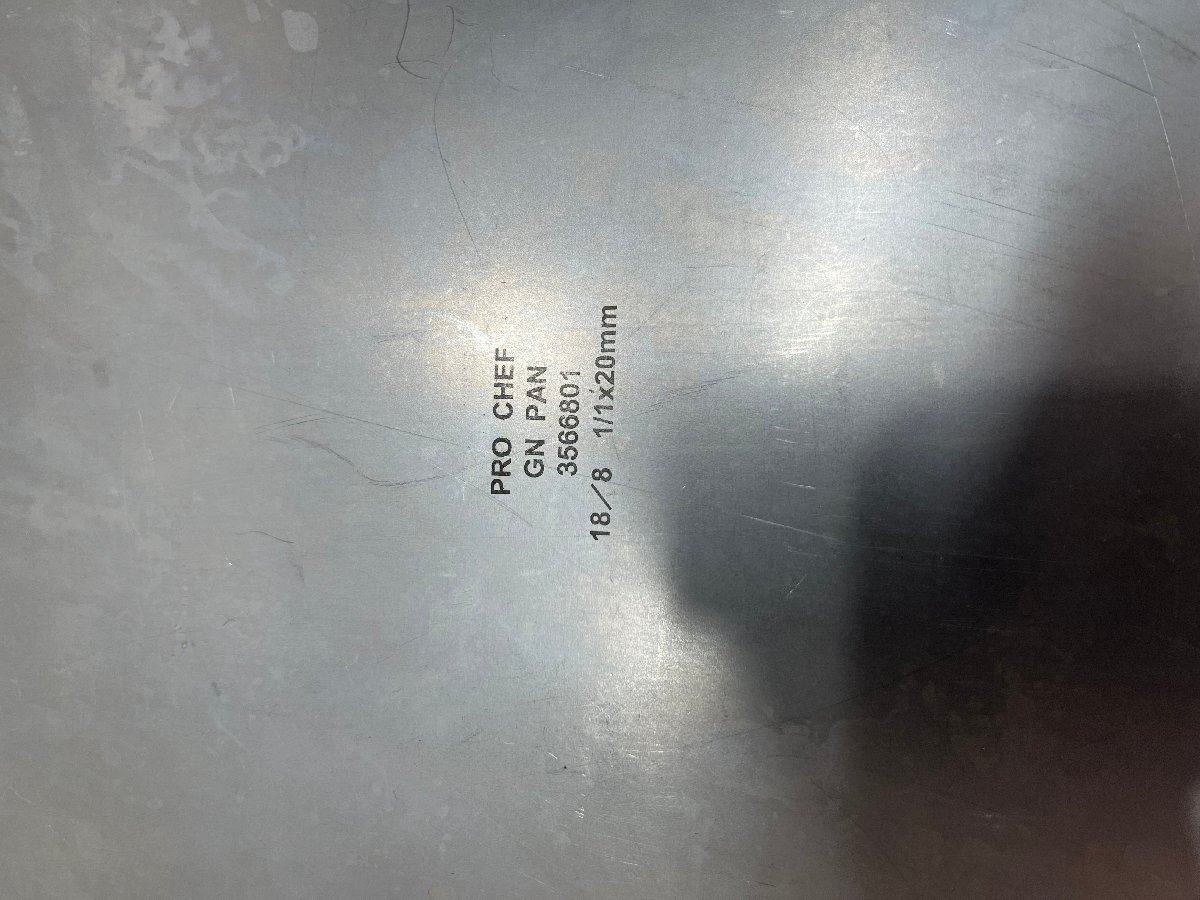 PRO CHEF
GN PAN
3566801
18/8 1/1x20mm